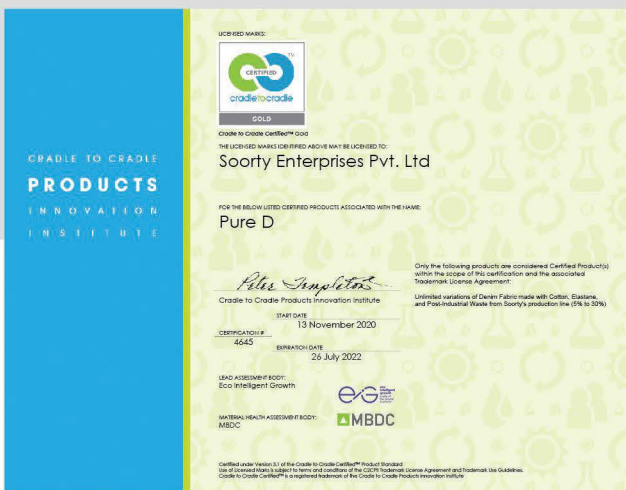 CRADLE TO CRADLE
PRODUCTS
INNOVATION
INSTITUTE
LICENSED MARKS:
CERTIFIED
TM
cradletocradle
GOLD
Cradle to Cradle Certified™ Gold
THE LICENSED MARKS IDENTIFIED ABOVE MAY BE LICENSED TO:
Soorty Enterprises Pvt. Ltd
FOR THE BELOW LISTED CERTIFIED PRODUCTS ASSOCIATED WITH THE NAME:
Pure D
Only the following products are considered Certified Product(s)
within the scope of this certification and the associated
Trademark License Agreement:
Unlimited variations of Denim Fabric made with Cotton, Elastane,
and Post-Industrial Waste from Soorty's production line (5% to 30%)
Peter Templeton
Cradle to Cradle Products Innovation Institute
START DATE
13 November 2020
CERTIFICATION #
4645
EXPIRATION DATE
26 July 2022
LEAD ASSESSMENT BODY:
Eco Intelligent Growth
eig
eco
intelligent
growth
MATERIAL HEALTH ASSESSMENT BODY:
MBDC
MBDC
Certified under Version 3.1 of the Cradle to Cradle Certified™ Product Standard
Use of Licensed Marks is subject to terms and conditions of the C2CPII Trademark License Agreement and Trademark Use Guidelines.
Cradle to Cradle Certified™ is a registered trademark of the Cradle to Cradle Products Innovation Institute